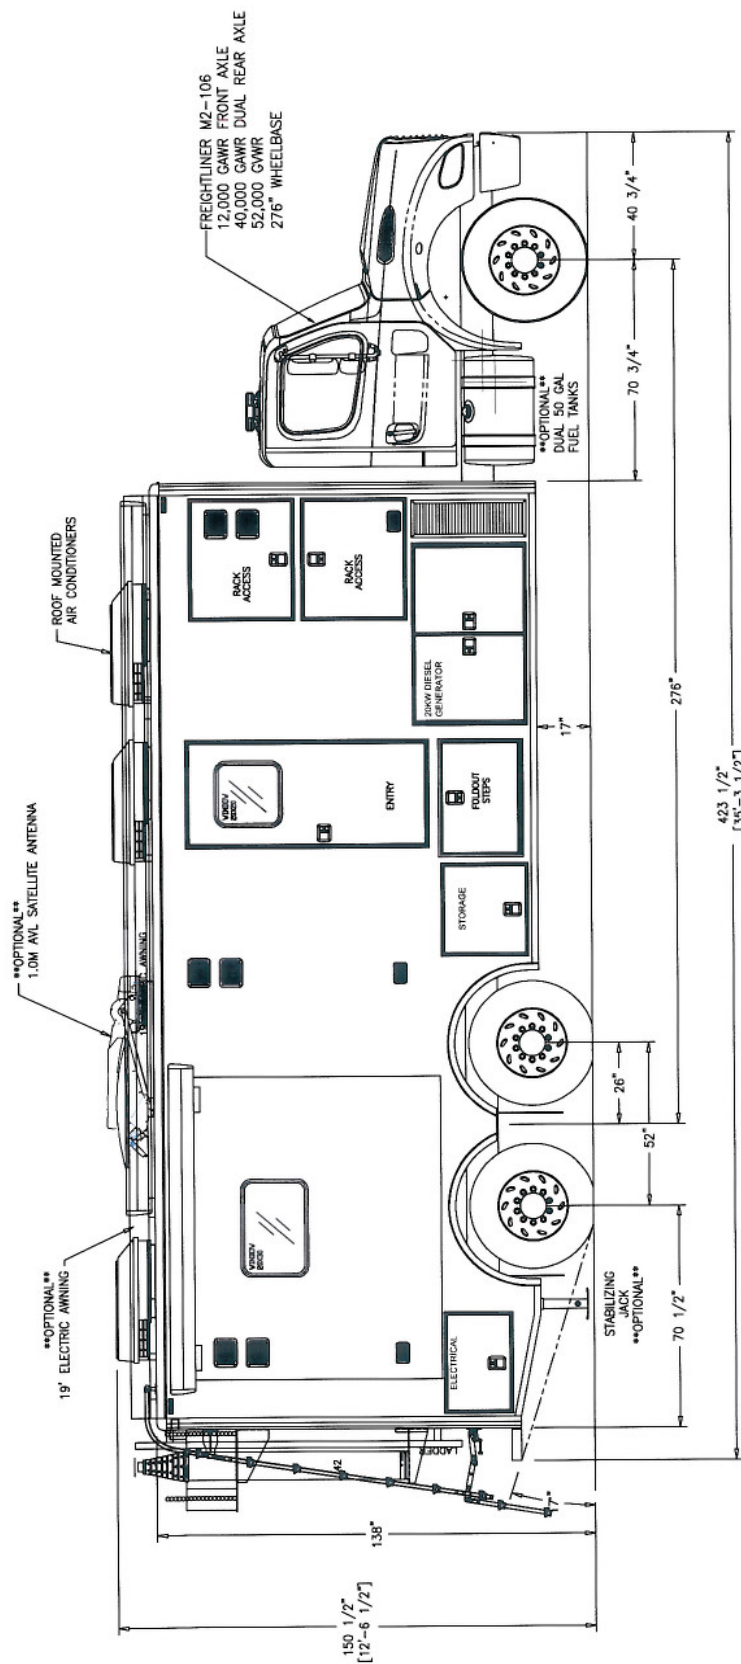 FREIGHTLINER M2-106
12,000 GAWR FRONT AXLE
40,000 GAWR DUAL REAR AXLE
52,000 GVWR
276" WHEELBASE
ROOF MOUNTED
AIR CONDITIONERS
**OPTIONAL**
1.0M AVL SATELLITE ANTENNA
AWNING
**OPTIONAL**
19' ELECTRIC AWNING
RACK
ACCESS
RACK
ACCESS
20KW DIESEL
GENERATOR
ENTRY
FOLDOUT
STEPS
STORAGE
ELECTRICAL
LADDER
42
**OPTIONAL**
DUAL 50 GAL
FUEL TANKS
STABILIZING
JACK
**OPTIONAL**
40 3/4"
70 3/4"
276"
17"
26"
52"
70 1/2"
423 1/2"
[35'-3 1/2"]
138"
150 1/2"
[12'-6 1/2"]